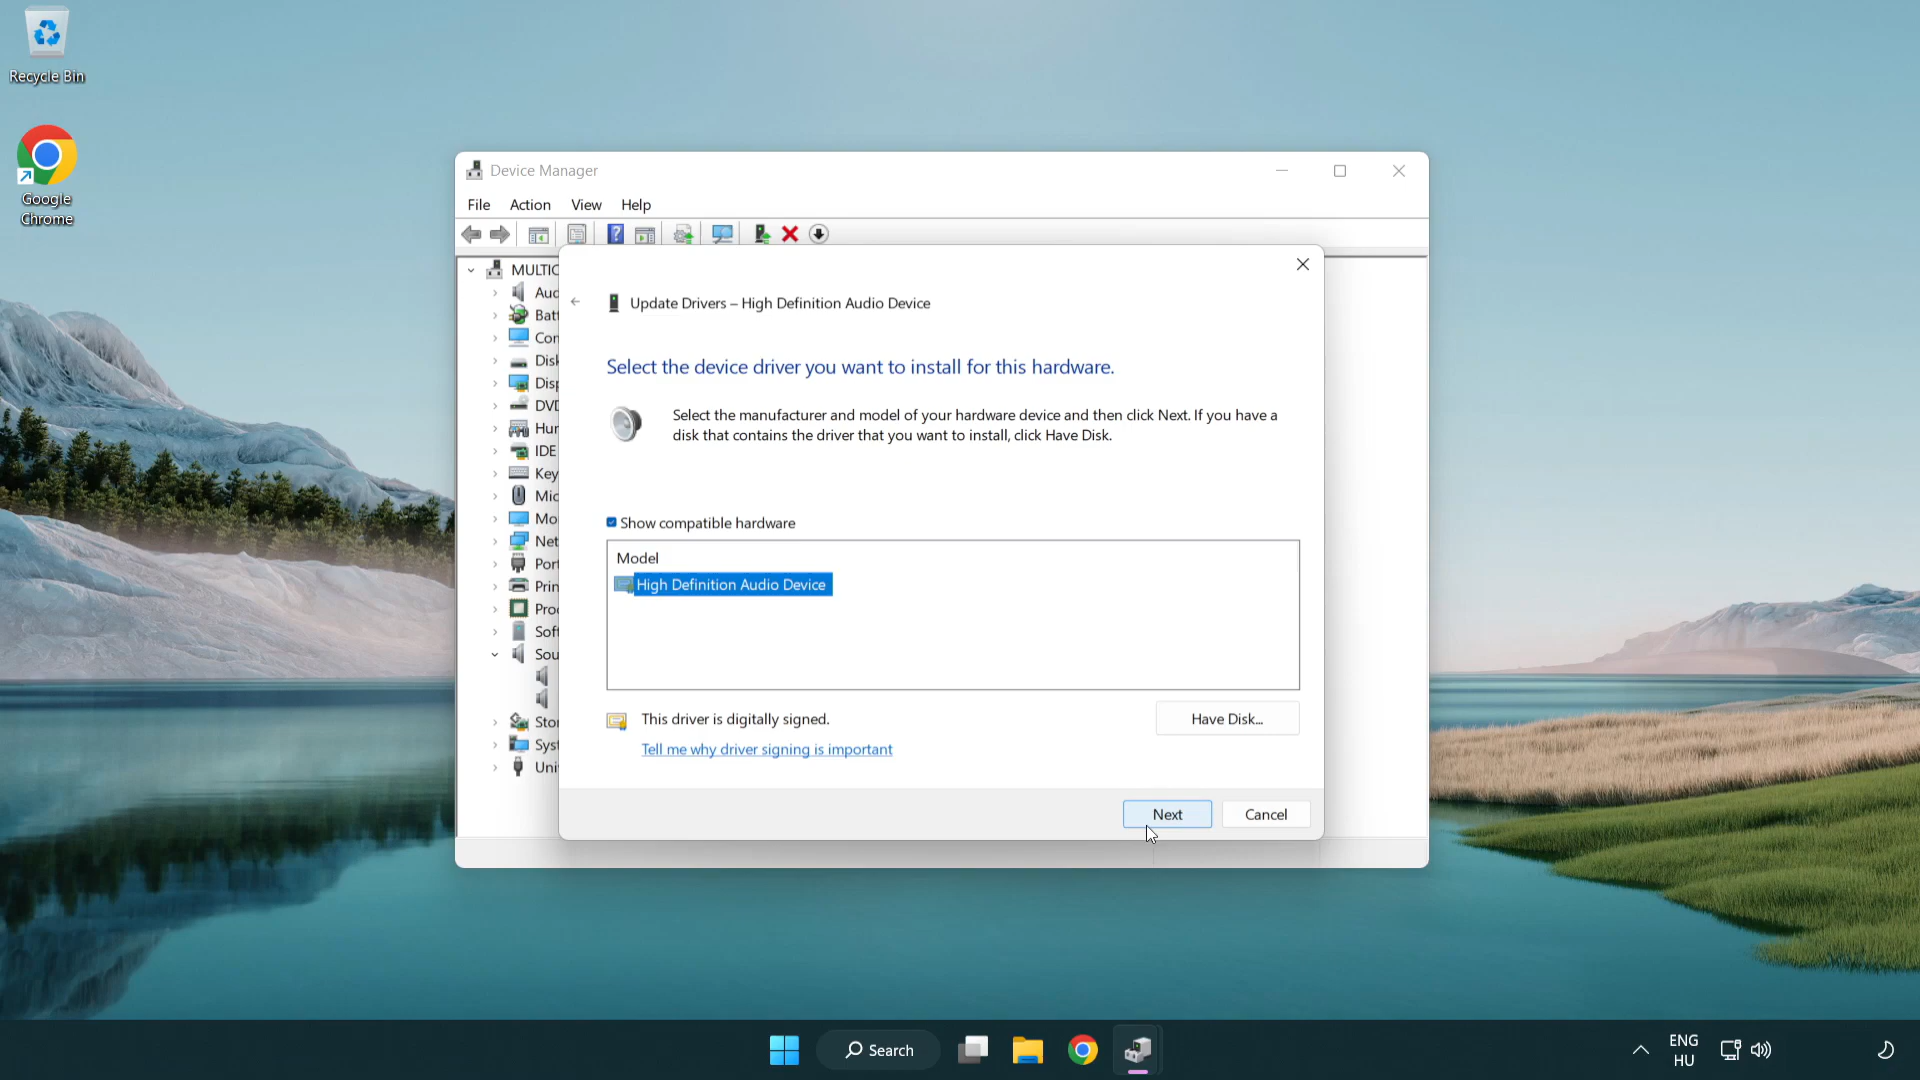 Recycle Bin
Google
Chrome
Device Manager
File Action View Help
Update Drivers – High Definition Audio Device
Select the device driver you want to install for this hardware.
Select the manufacturer and model of your hardware device and then click Next. If you have a
disk that contains the driver that you want to install, click Have Disk.
Show compatible hardware
Model
High Definition Audio Device
This driver is digitally signed.
Have Disk...
Tell me why driver signing is important
Next
Cancel
MULTIC
Aud
Batt
Con
Disk
Disp
DVD
Hur
IDE
Key
Mic
Mo
Net
Port
Prin
Proc
Soft
Sou
Stor
Syst
Uni
Search
ENG
HU